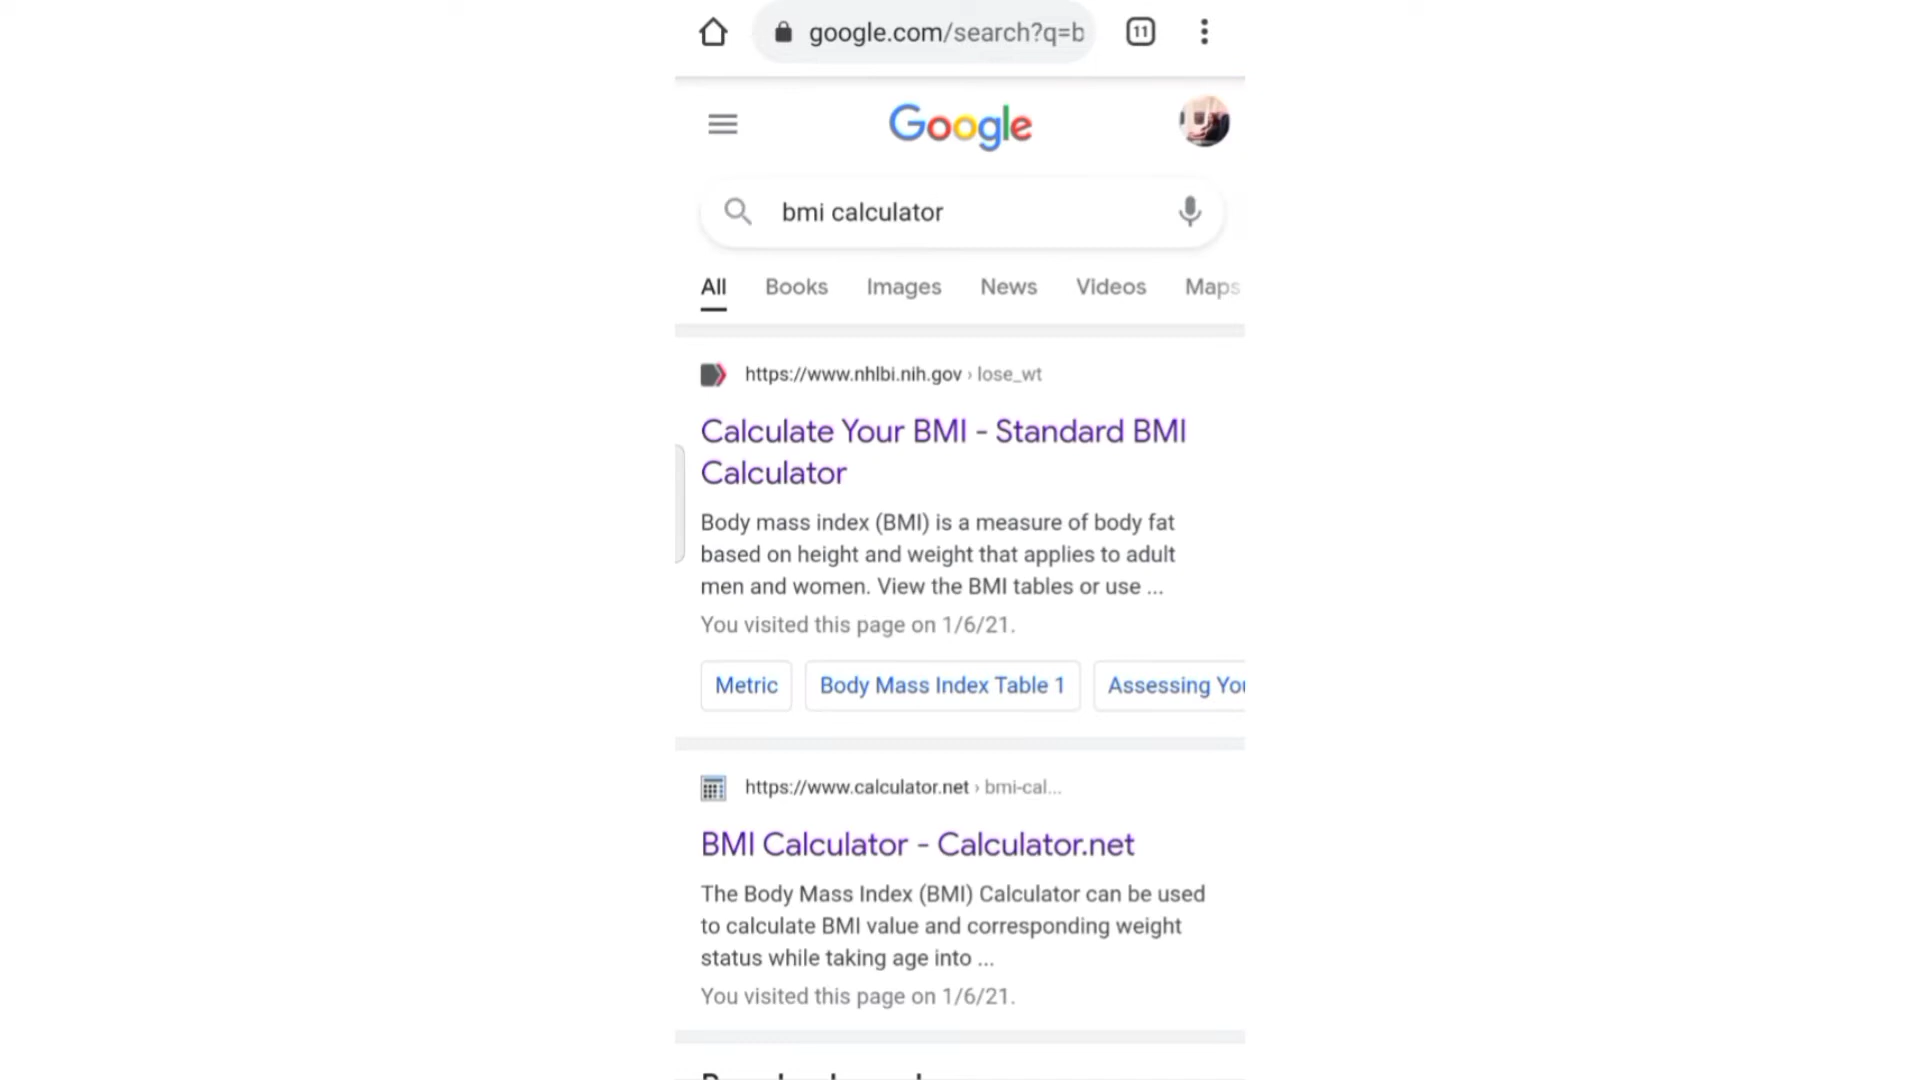 google.com/search?q=b
11
Google
bmi calculator
All Books Images News Videos Maps
https://www.nhlbi.nih.gov › lose_wt
Calculate Your BMI - Standard BMI
Calculator
Body mass index (BMI) is a measure of body fat
based on height and weight that applies to adult
men and women. View the BMI tables or use ...
You visited this page on 1/6/21.
Metric Body Mass Index Table 1 Assessing You
https://www.calculator.net › bmi-cal...
BMI Calculator - Calculator.net
The Body Mass Index (BMI) Calculator can be used
to calculate BMI value and corresponding weight
status while taking age into ...
You visited this page on 1/6/21.